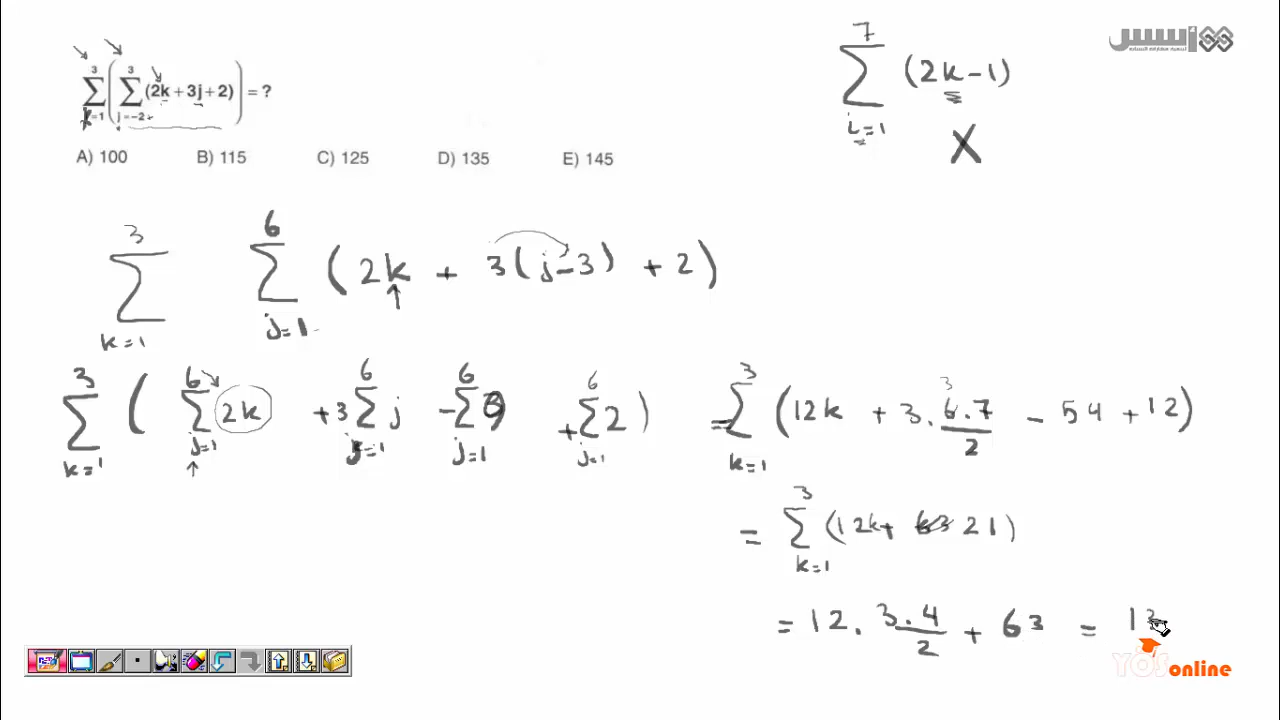 ∑_{k=1}^{3} ( ∑_{j=-2}^{3} (2k + 3j + 2) ) = ?
A) 100 B) 115 C) 125 D) 135 E) 145
∑_{i=1}^{7} (2k - 1)
X
∑_{k=1}^{3} ∑_{j=1}^{6} (2k + 3(j-3) + 2)
∑_{k=1}^{3} ( ∑_{j=1}^{6} 2k + 3 ∑_{j=1}^{6} j - ∑_{j=1}^{6} 9 + ∑_{j=1}^{6} 2 ) = ∑_{k=1}^{3} (12k + 3 . 6.7/2 - 54 + 12)
= ∑_{k=1}^{3} (12k + 21)
= 12 . 3.4/2 + 63 = 13
YÖS online